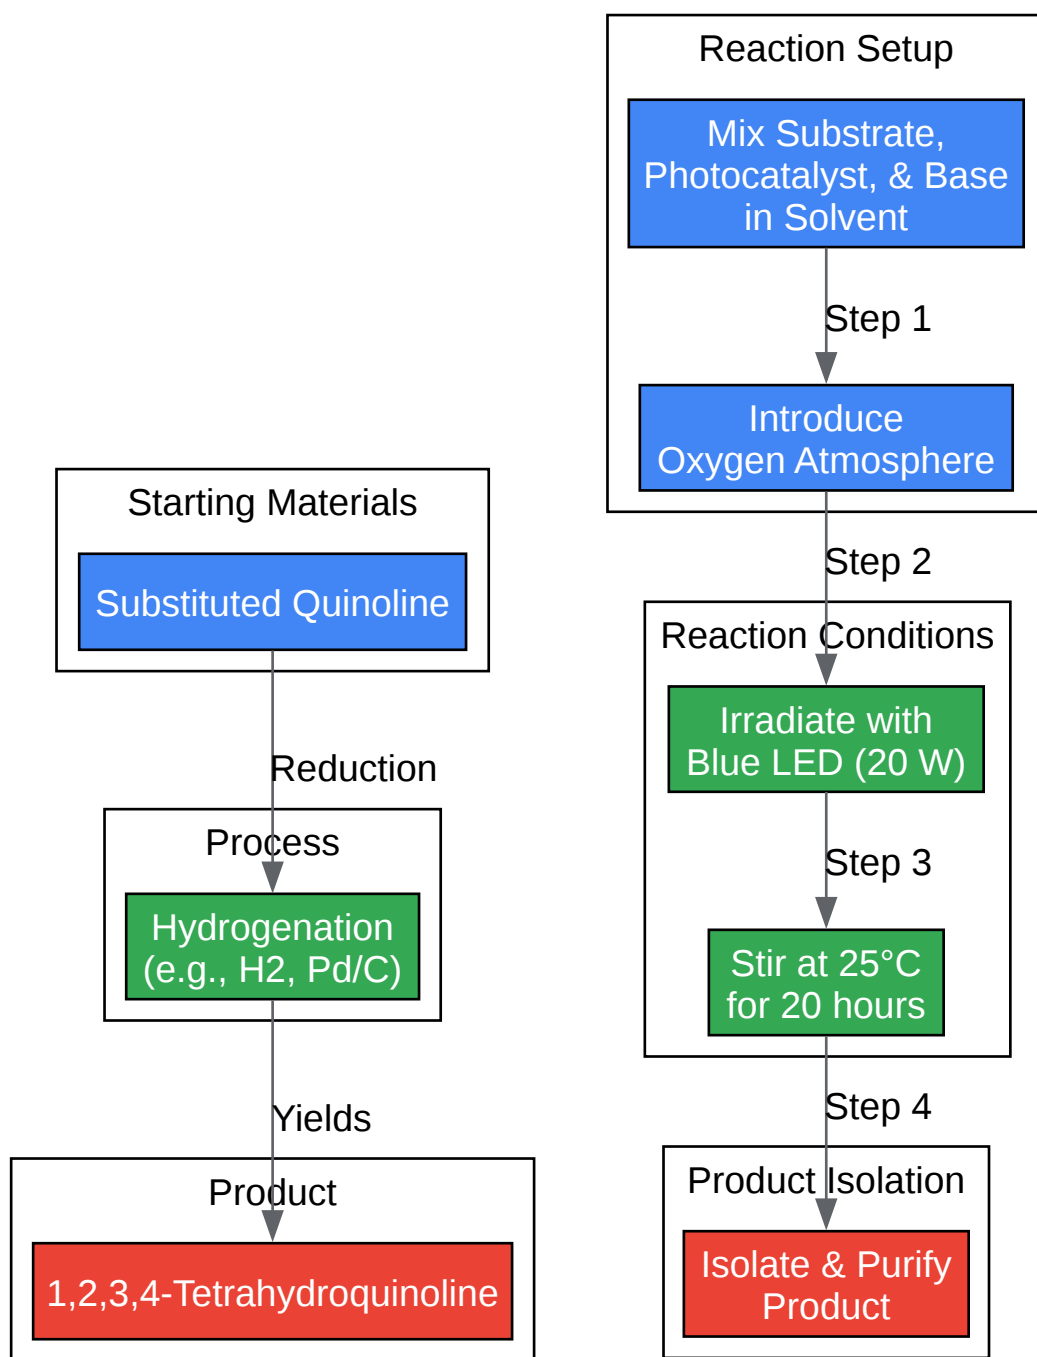 Starting Materials
Substituted Quinoline
Reduction
Process
Hydrogenation
(e.g., H2, Pd/C)
Yields
Product
1,2,3,4-Tetrahydroquinoline
Reaction Setup
Mix Substrate,
Photocatalyst, & Base
in Solvent
Step 1
Introduce
Oxygen Atmosphere
Step 2
Reaction Conditions
Irradiate with
Blue LED (20 W)
Step 3
Stir at 25°C
for 20 hours
Step 4
Product Isolation
Isolate & Purify
Product